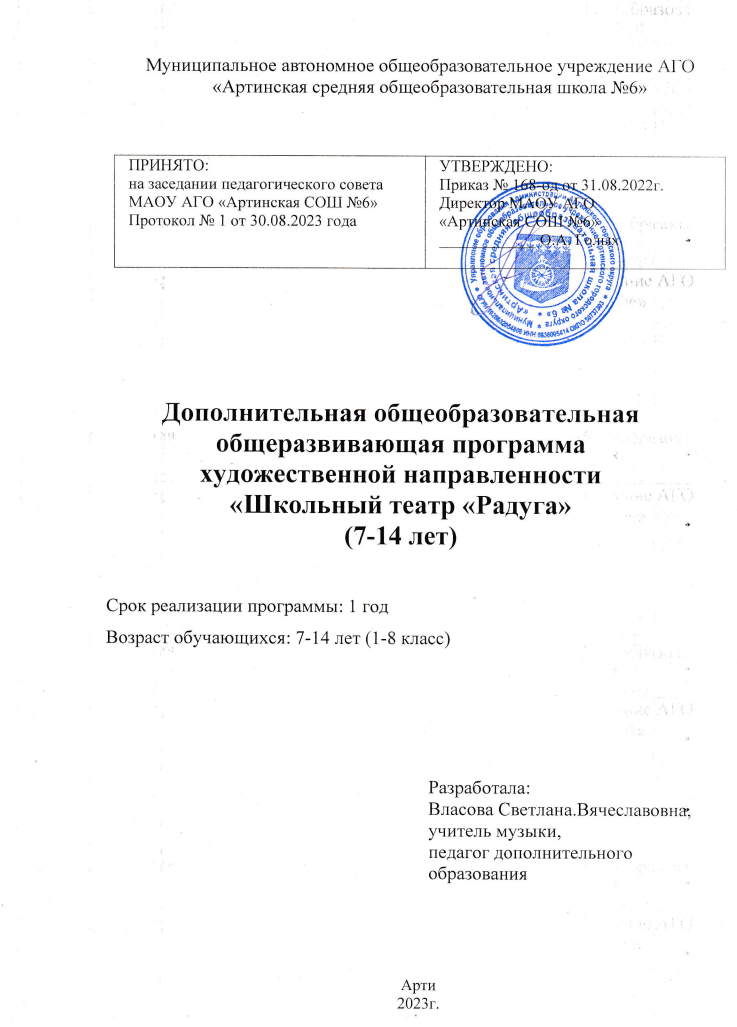 Муниципальное автономное общеобразовательное учреждение АГО
«Артинская средняя общеобразовательная школа №6»
ПРИНЯТО:
на заседании педагогического совета
МАОУ АГО «Артинская СОШ №6»
Протокол № 1 от 30.08.2023 года
УТВЕРЖДЕНО:
Приказ № 168-од от 31.08.2022г.
Директор МАОУ АГО
«Артинская СОШ №6»
О.А. Голых
Дополнительная общеобразовательная
общеразвивающая программа
художественной направленности
«Школьный театр «Радуга»
(7-14 лет)
Срок реализации программы: 1 год
Возраст обучающихся: 7-14 лет (1-8 класс)
Разработала:
Власова Светлана.Вячеславовна,
учитель музыки,
педагог дополнительного
образования
Арти
2023г.